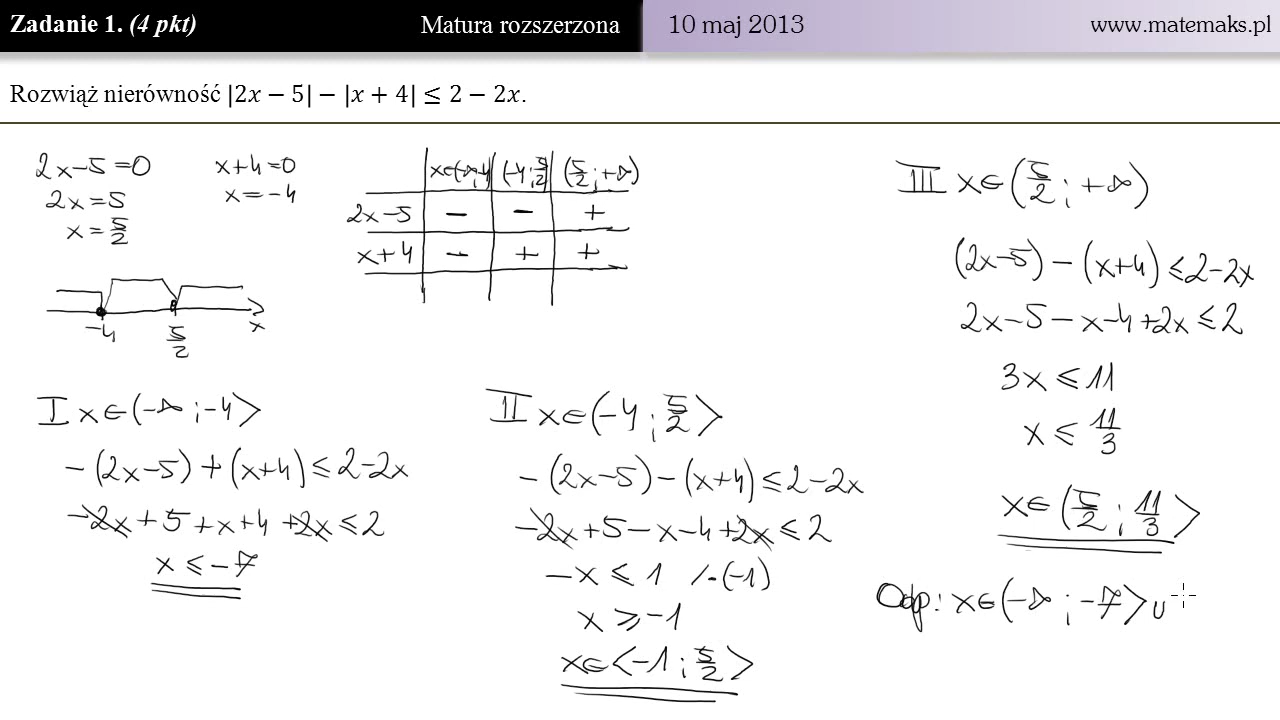 Zadanie 1. (4 pkt) Matura rozszerzona 10 maj 2013 www.matemaks.pl
Rozwiąż nierówność |2x − 5| − |x + 4| ≤ 2 − 2x.
2x-5=0
2x=5
x=5/2
x+4=0
x=-4
-4 5/2 x
x∈(-∞;-4) (-4;5/2) (5/2;+∞)
2x-5 - - +
x+4 - + +
I x∈(-∞;-4>
-(2x-5)+(x+4)≤2-2x
-2x+5+x+4+2x≤2
x≤-7
II x∈(-4;5/2>
-(2x-5)-(x+4)≤2-2x
-2x+5-x-4+2x≤2
-x≤1 /·(-1)
x≥-1
x∈<-1;5/2>
III x∈(5/2;+∞)
(2x-5)-(x+4)≤2-2x
2x-5-x-4+2x≤2
3x≤11
x≤11/3
x∈(5/2;11/3>
Odp: x∈(-∞;-7>∪